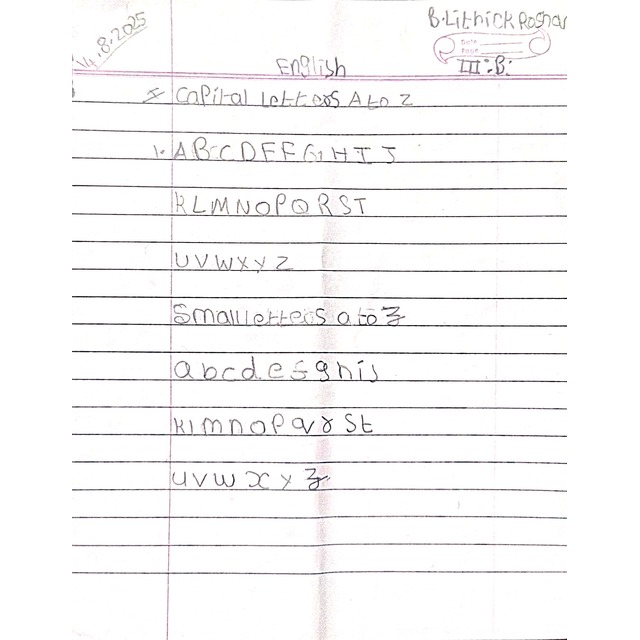 14.8.2025
B.Lithick Roshan
Date
Page
English
III:B:
I Capital Letters A to Z
1. A B C D E F G H I J
K L M N O P Q R S T
U V W X Y Z
Small letters a to z
a b c d e f g h i j
k l m n o p q r s t
u v w x y z